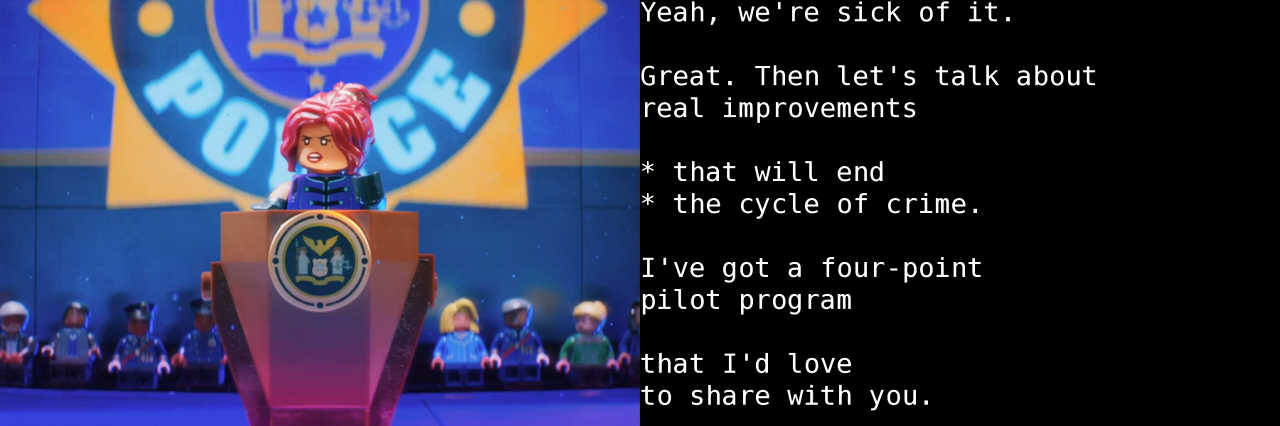 POLICE
Yeah, we're sick of it.
Great. Then let's talk about
real improvements
* that will end
* the cycle of crime.
I've got a four-point
pilot program
that I'd love
to share with you.